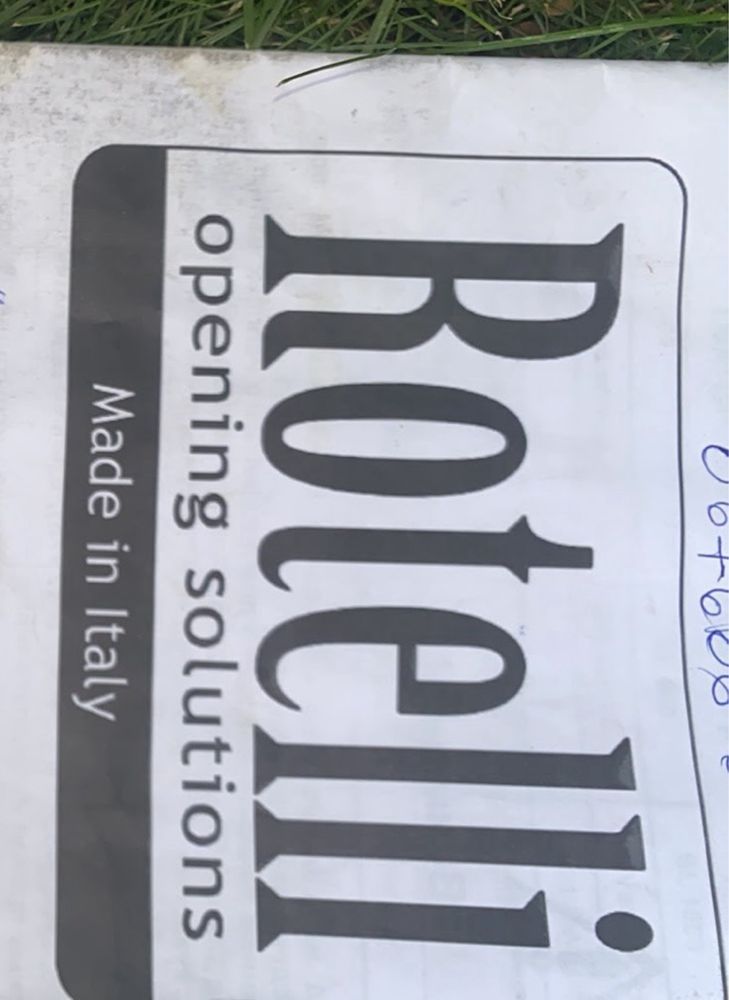 Rotelli
opening solutions
Made in Italy